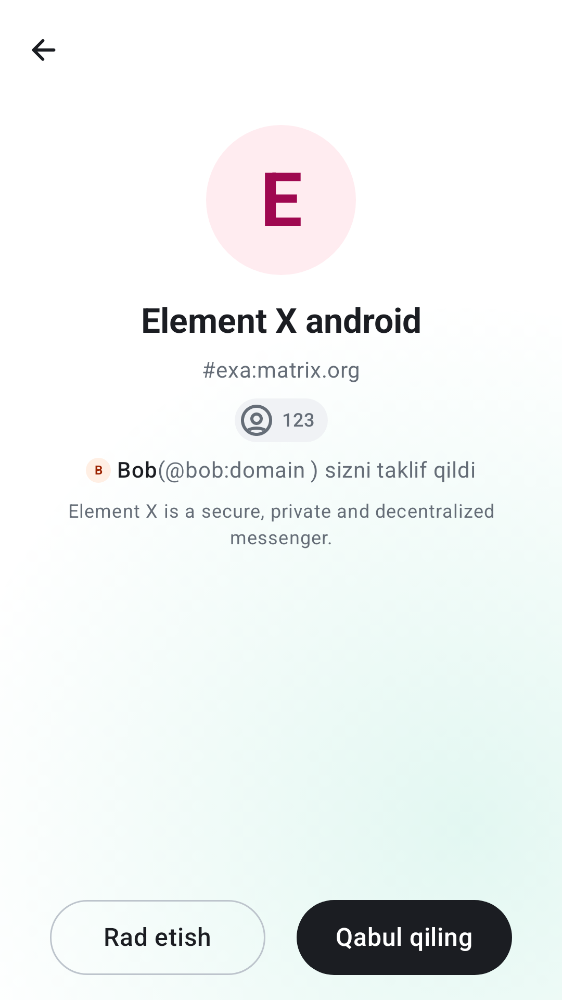 E
Element X android
#exa:matrix.org
123
B Bob(@bob:domain ) sizni taklif qildi
Element X is a secure, private and decentralized
messenger.
Rad etish
Qabul qiling